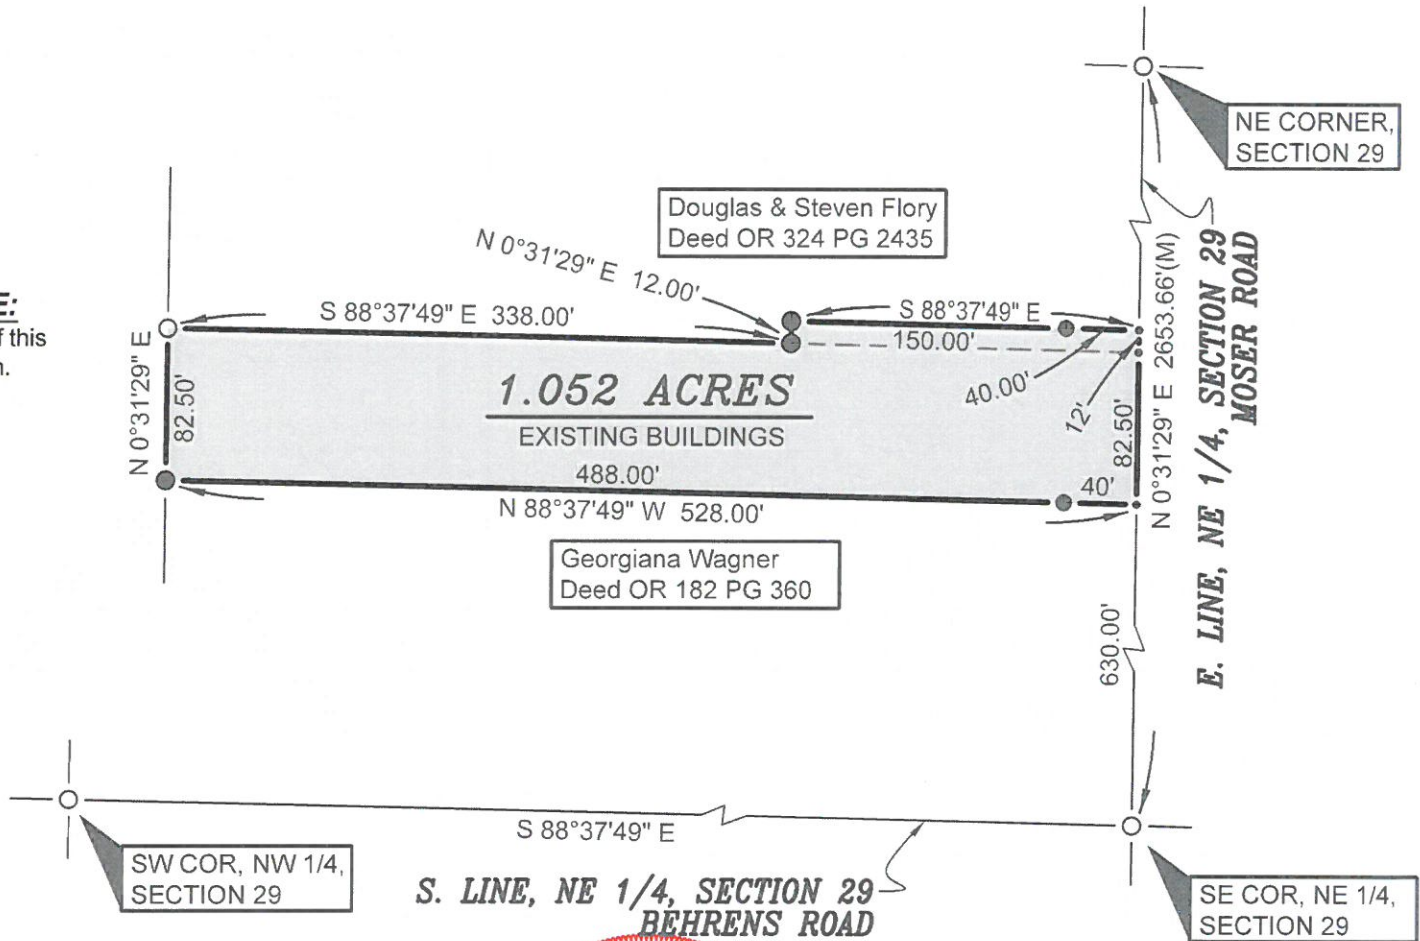 NE CORNER,
SECTION 29
Douglas & Steven Flory
Deed OR 324 PG 2435
N 0°31'29" E 12.00'
E:
f this
n.
S 88°37'49" E 338.00'
S 88°37'49" E
150.00'
40.00'
12'
N 0°31'29" E
82.50'
1.052 ACRES
EXISTING BUILDINGS
488.00'
N 88°37'49" W 528.00'
40'
82.50'
N 0°31'29" E 2653.66'(M)
E. LINE, NE 1/4, SECTION 29
MOSER ROAD
Georgiana Wagner
Deed OR 182 PG 360
630.00'
S 88°37'49" E
SW COR, NW 1/4,
SECTION 29
S. LINE, NE 1/4, SECTION 29
BEHRENS ROAD
SE COR, NE 1/4,
SECTION 29